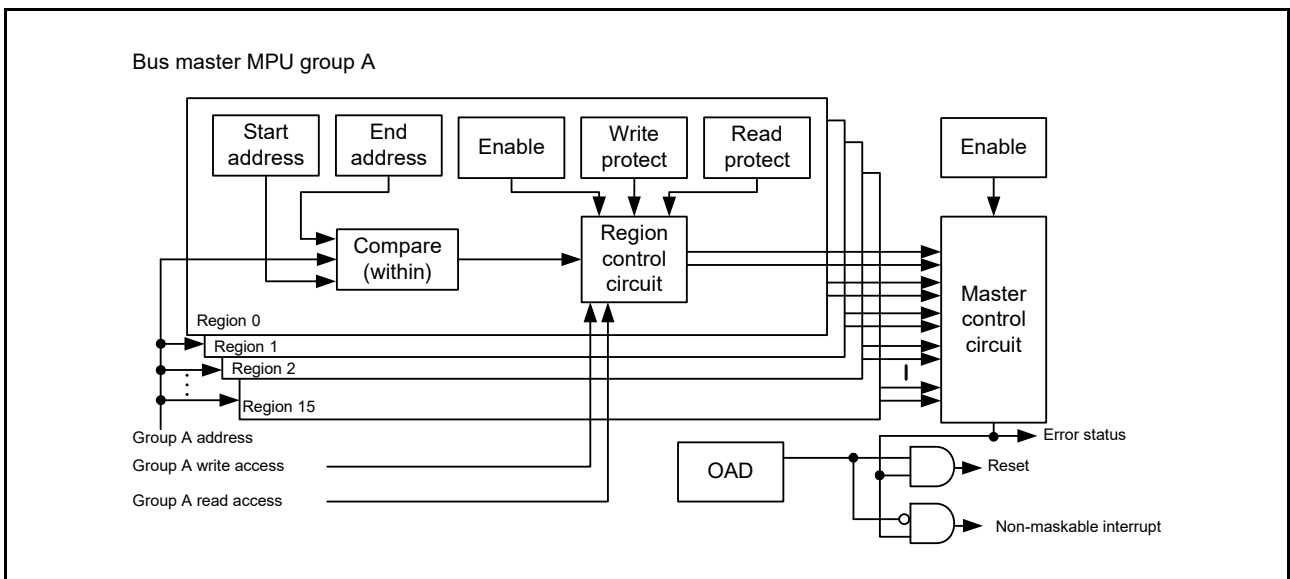 Bus master MPU group A
Start
address
End
address
Enable
Write
protect
Read
protect
Enable
Compare
(within)
Region
control
circuit
Master
control
circuit
Region 0
Region 1
Region 2
Region 15
Group A address
Group A write access
Group A read access
OAD
Error status
Reset
Non-maskable interrupt